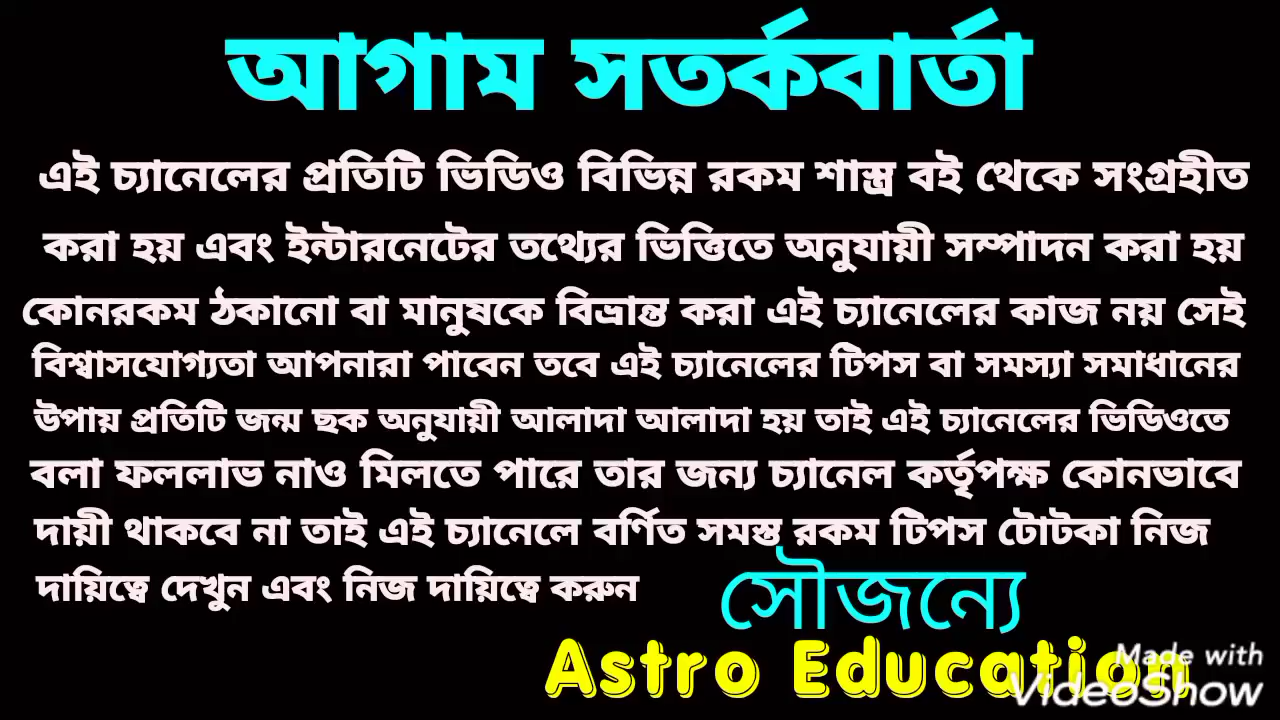 আগাম সতর্কবার্তা
এই চ্যানেলের প্রতিটি ভিডিও বিভিন্ন রকম শাস্ত্র বই থেকে সংগ্রহীত
করা হয় এবং ইন্টারনেটের তথ্যের ভিত্তিতে অনুযায়ী সম্পাদন করা হয়
কোনরকম ঠকানো বা মানুষকে বিভ্রান্ত করা এই চ্যানেলের কাজ নয় সেই
বিশ্বাসযোগ্যতা আপনারা পাবেন তবে এই চ্যানেলের টিপস বা সমস্যা সমাধানের
উপায় প্রতিটি জন্ম ছক অনুযায়ী আলাদা আলাদা হয় তাই এই চ্যানেলের ভিডিওতে
বলা ফললাভ নাও মিলতে পারে তার জন্য চ্যানেল কর্তৃপক্ষ কোনভাবে
দায়ী থাকবে না তাই এই চ্যানেলে বর্ণিত সমস্ত রকম টিপস টোটকা নিজ
দায়িত্বে দেখুন এবং নিজ দায়িত্বে করুন
সৌজন্যে
Astro Education
Made with
VideoShow